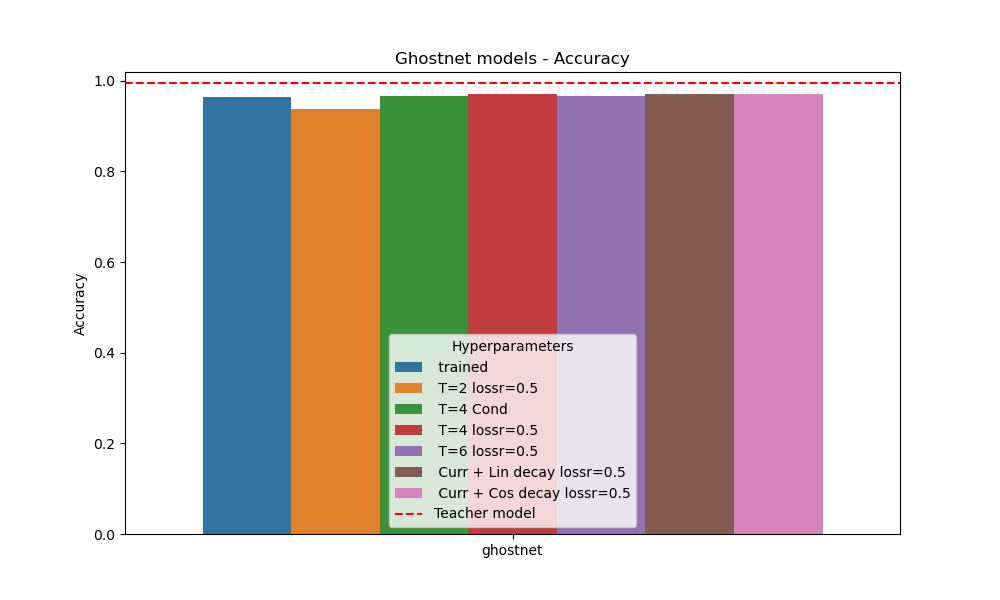 Ghostnet models - Accuracy
1.0
0.8
0.6
0.4
0.2
0.0
Accuracy
Hyperparameters
trained
T=2 lossr=0.5
T=4 Cond
T=4 lossr=0.5
T=6 lossr=0.5
Curr + Lin decay lossr=0.5
Curr + Cos decay lossr=0.5
Teacher model
ghostnet